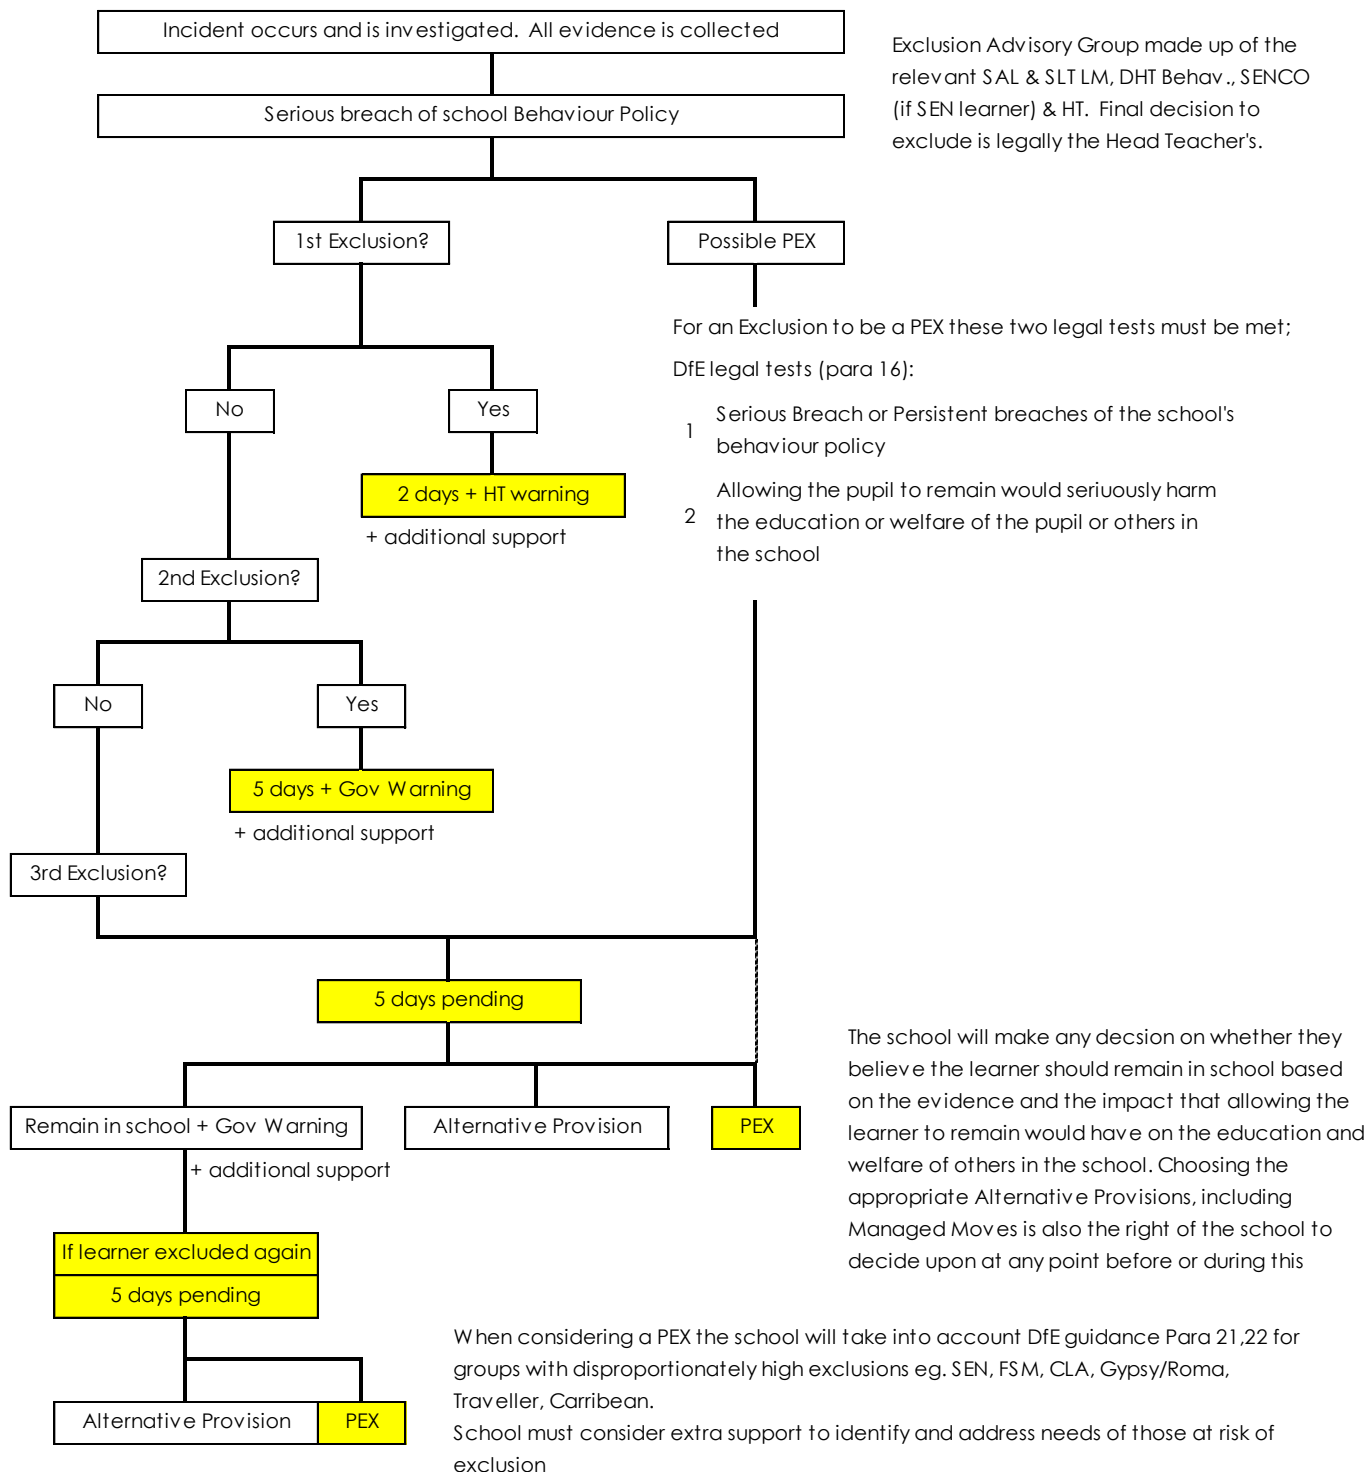 Incident occurs and is investigated.  All evidence is collected
Exclusion Advisory Group made up of the
relevant SAL & SLT LM, DHT Behav., SENCO
(if SEN learner) & HT.  Final decision to
exclude is legally the Head Teacher's.
Serious breach of school Behaviour Policy
1st Exclusion?
Possible PEX
For an Exclusion to be a PEX these two legal tests must be met;
DfE legal tests (para 16):
1 Serious Breach or Persistent breaches of the school's
behaviour policy
2 Allowing the pupil to remain would seriuously harm
the education or welfare of the pupil or others in
the school
No
Yes
2 days + HT warning
+ additional support
2nd Exclusion?
No
Yes
5 days + Gov Warning
+ additional support
3rd Exclusion?
5 days pending
Remain in school + Gov Warning
Alternative Provision
PEX
+ additional support
The school will make any decsion on whether they
believe the learner should remain in school based
on the evidence and the impact that allowing the
learner to remain would have on the education and
welfare of others in the school. Choosing the
appropriate Alternative Provisions, including
Managed Moves is also the right of the school to
decide upon at any point before or during this
If learner excluded again
5 days pending
Alternative Provision
PEX
When considering a PEX the school will take into account DfE guidance Para 21,22 for
groups with disproportionately high exclusions eg. SEN, FSM, CLA, Gypsy/Roma,
Traveller, Carribean.
School must consider extra support to identify and address needs of those at risk of
exclusion